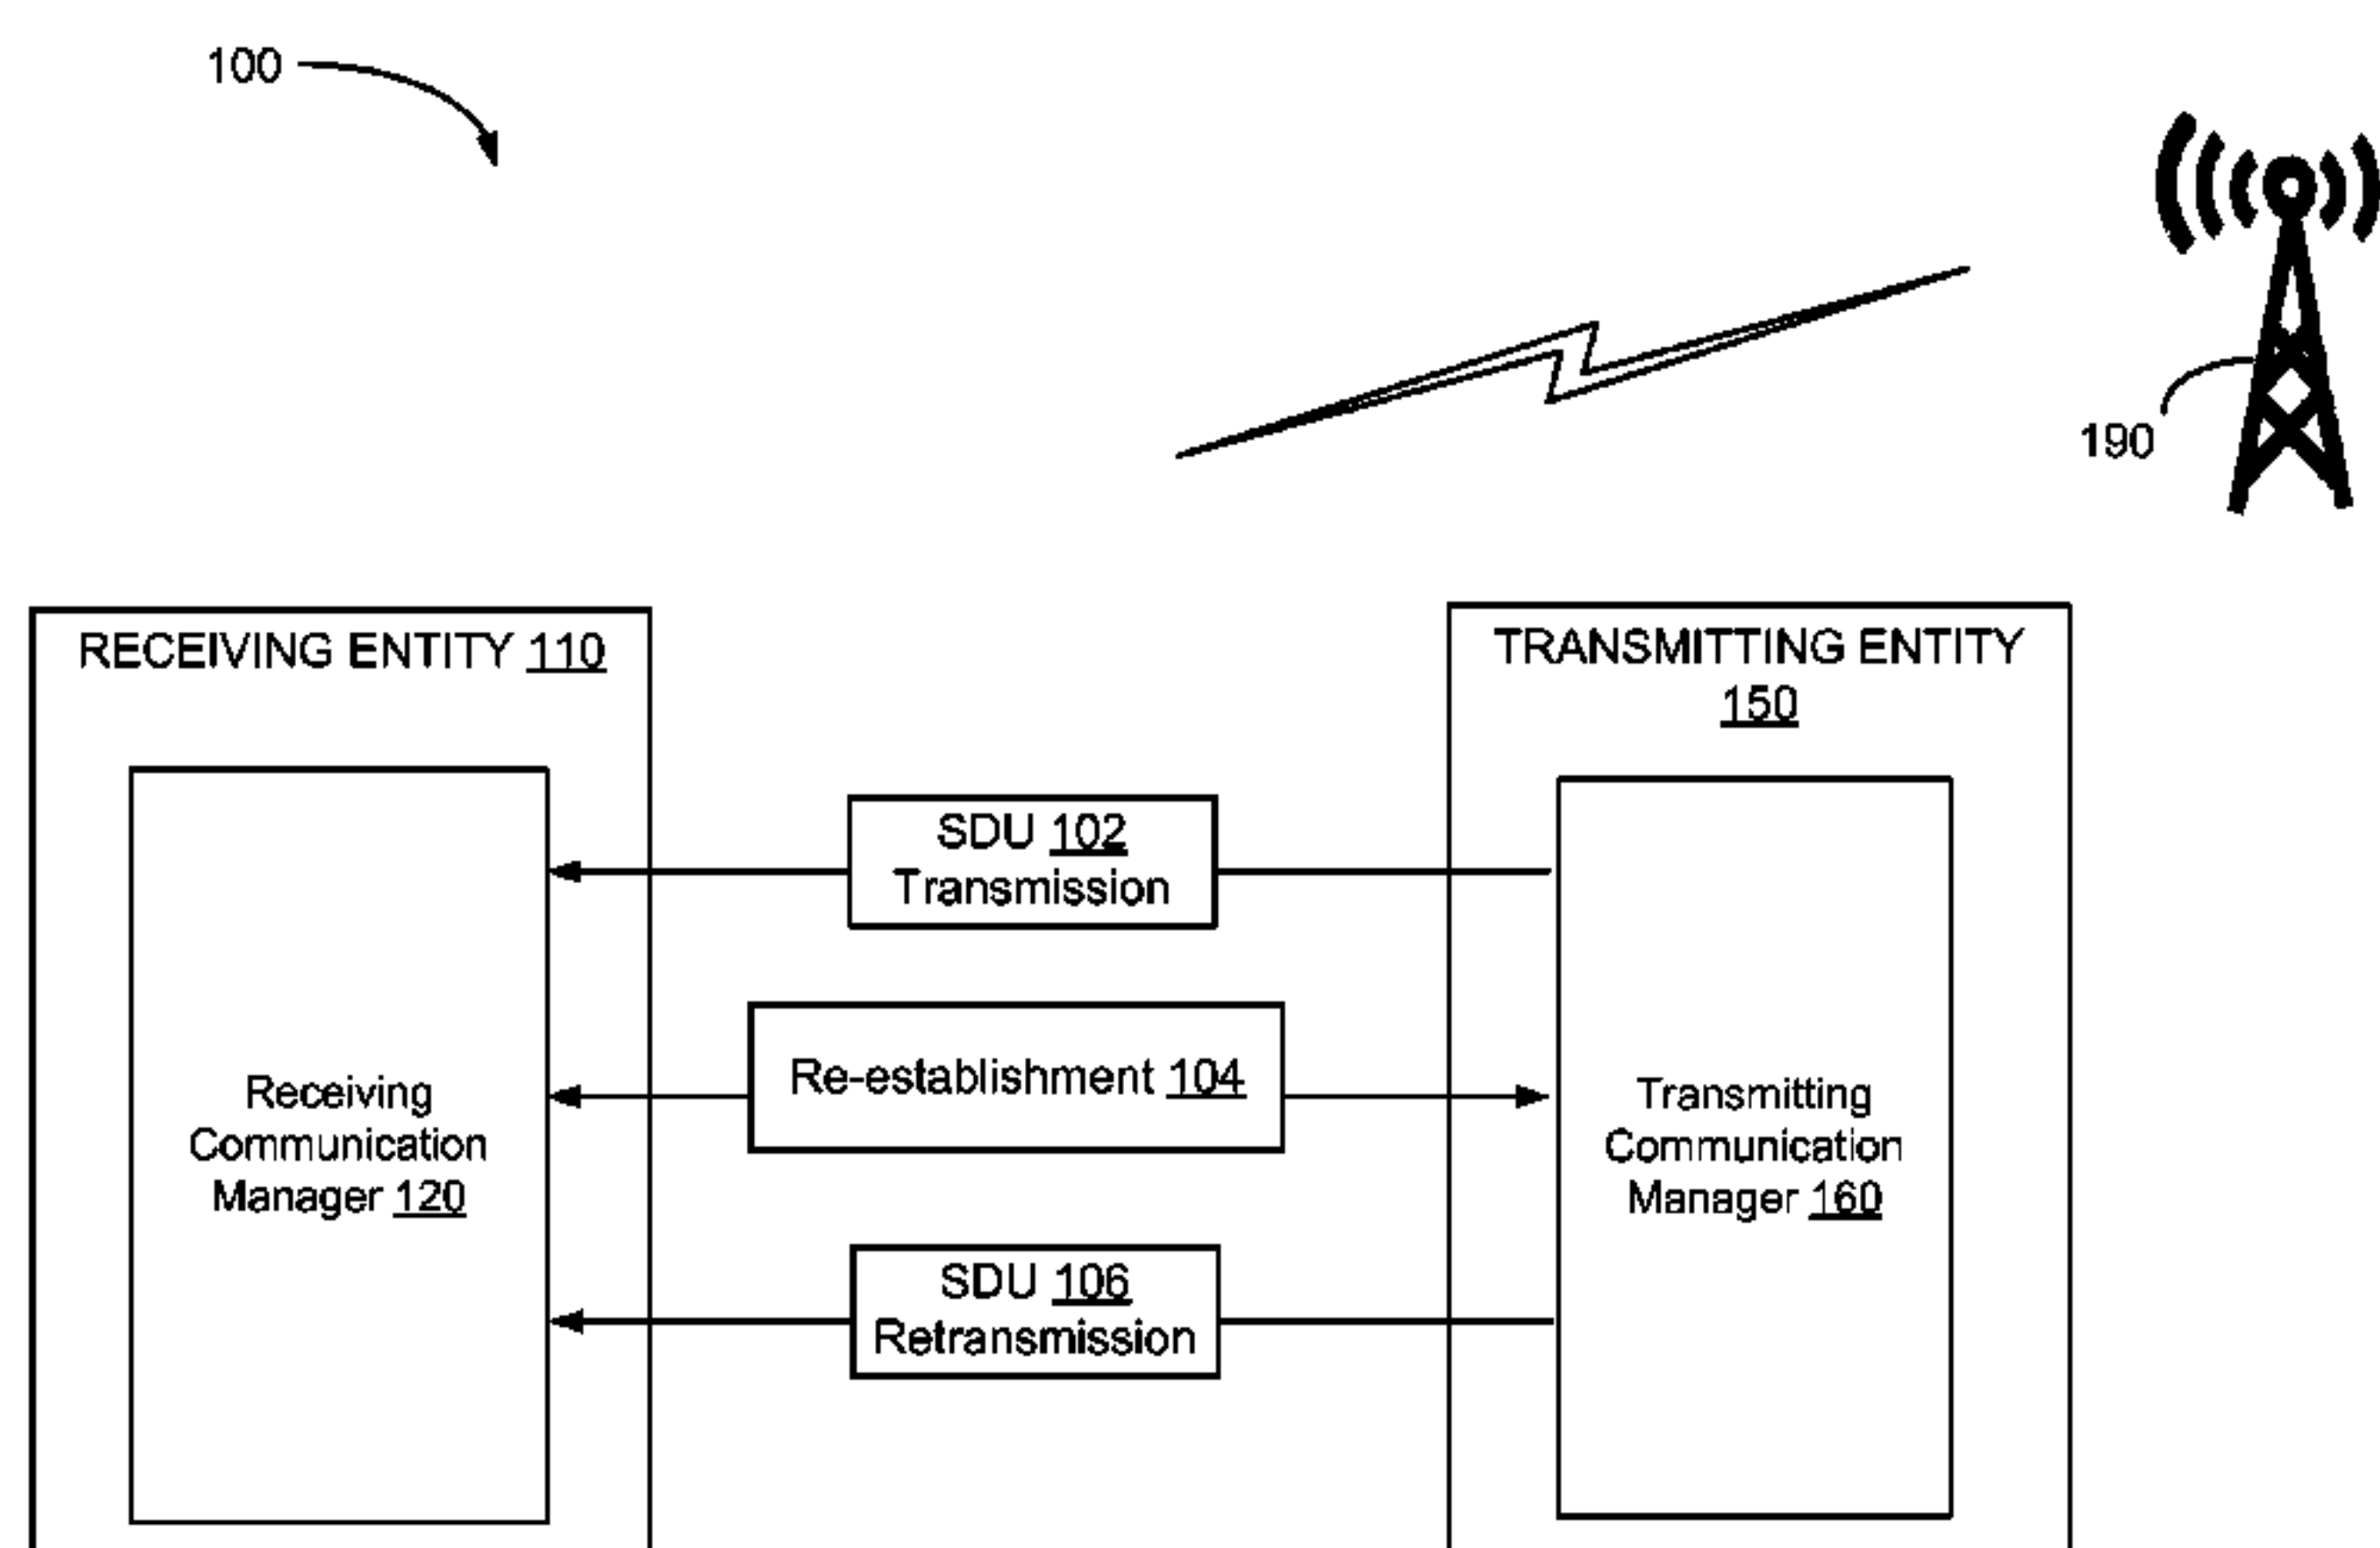 100
190
RECEIVING ENTITY 110
TRANSMITTING ENTITY
150
SDU 102
Transmission
Re-establishment 104
Receiving
Communication
Manager 120
Transmitting
Communication
Manager 160
SDU 106
Retransmission